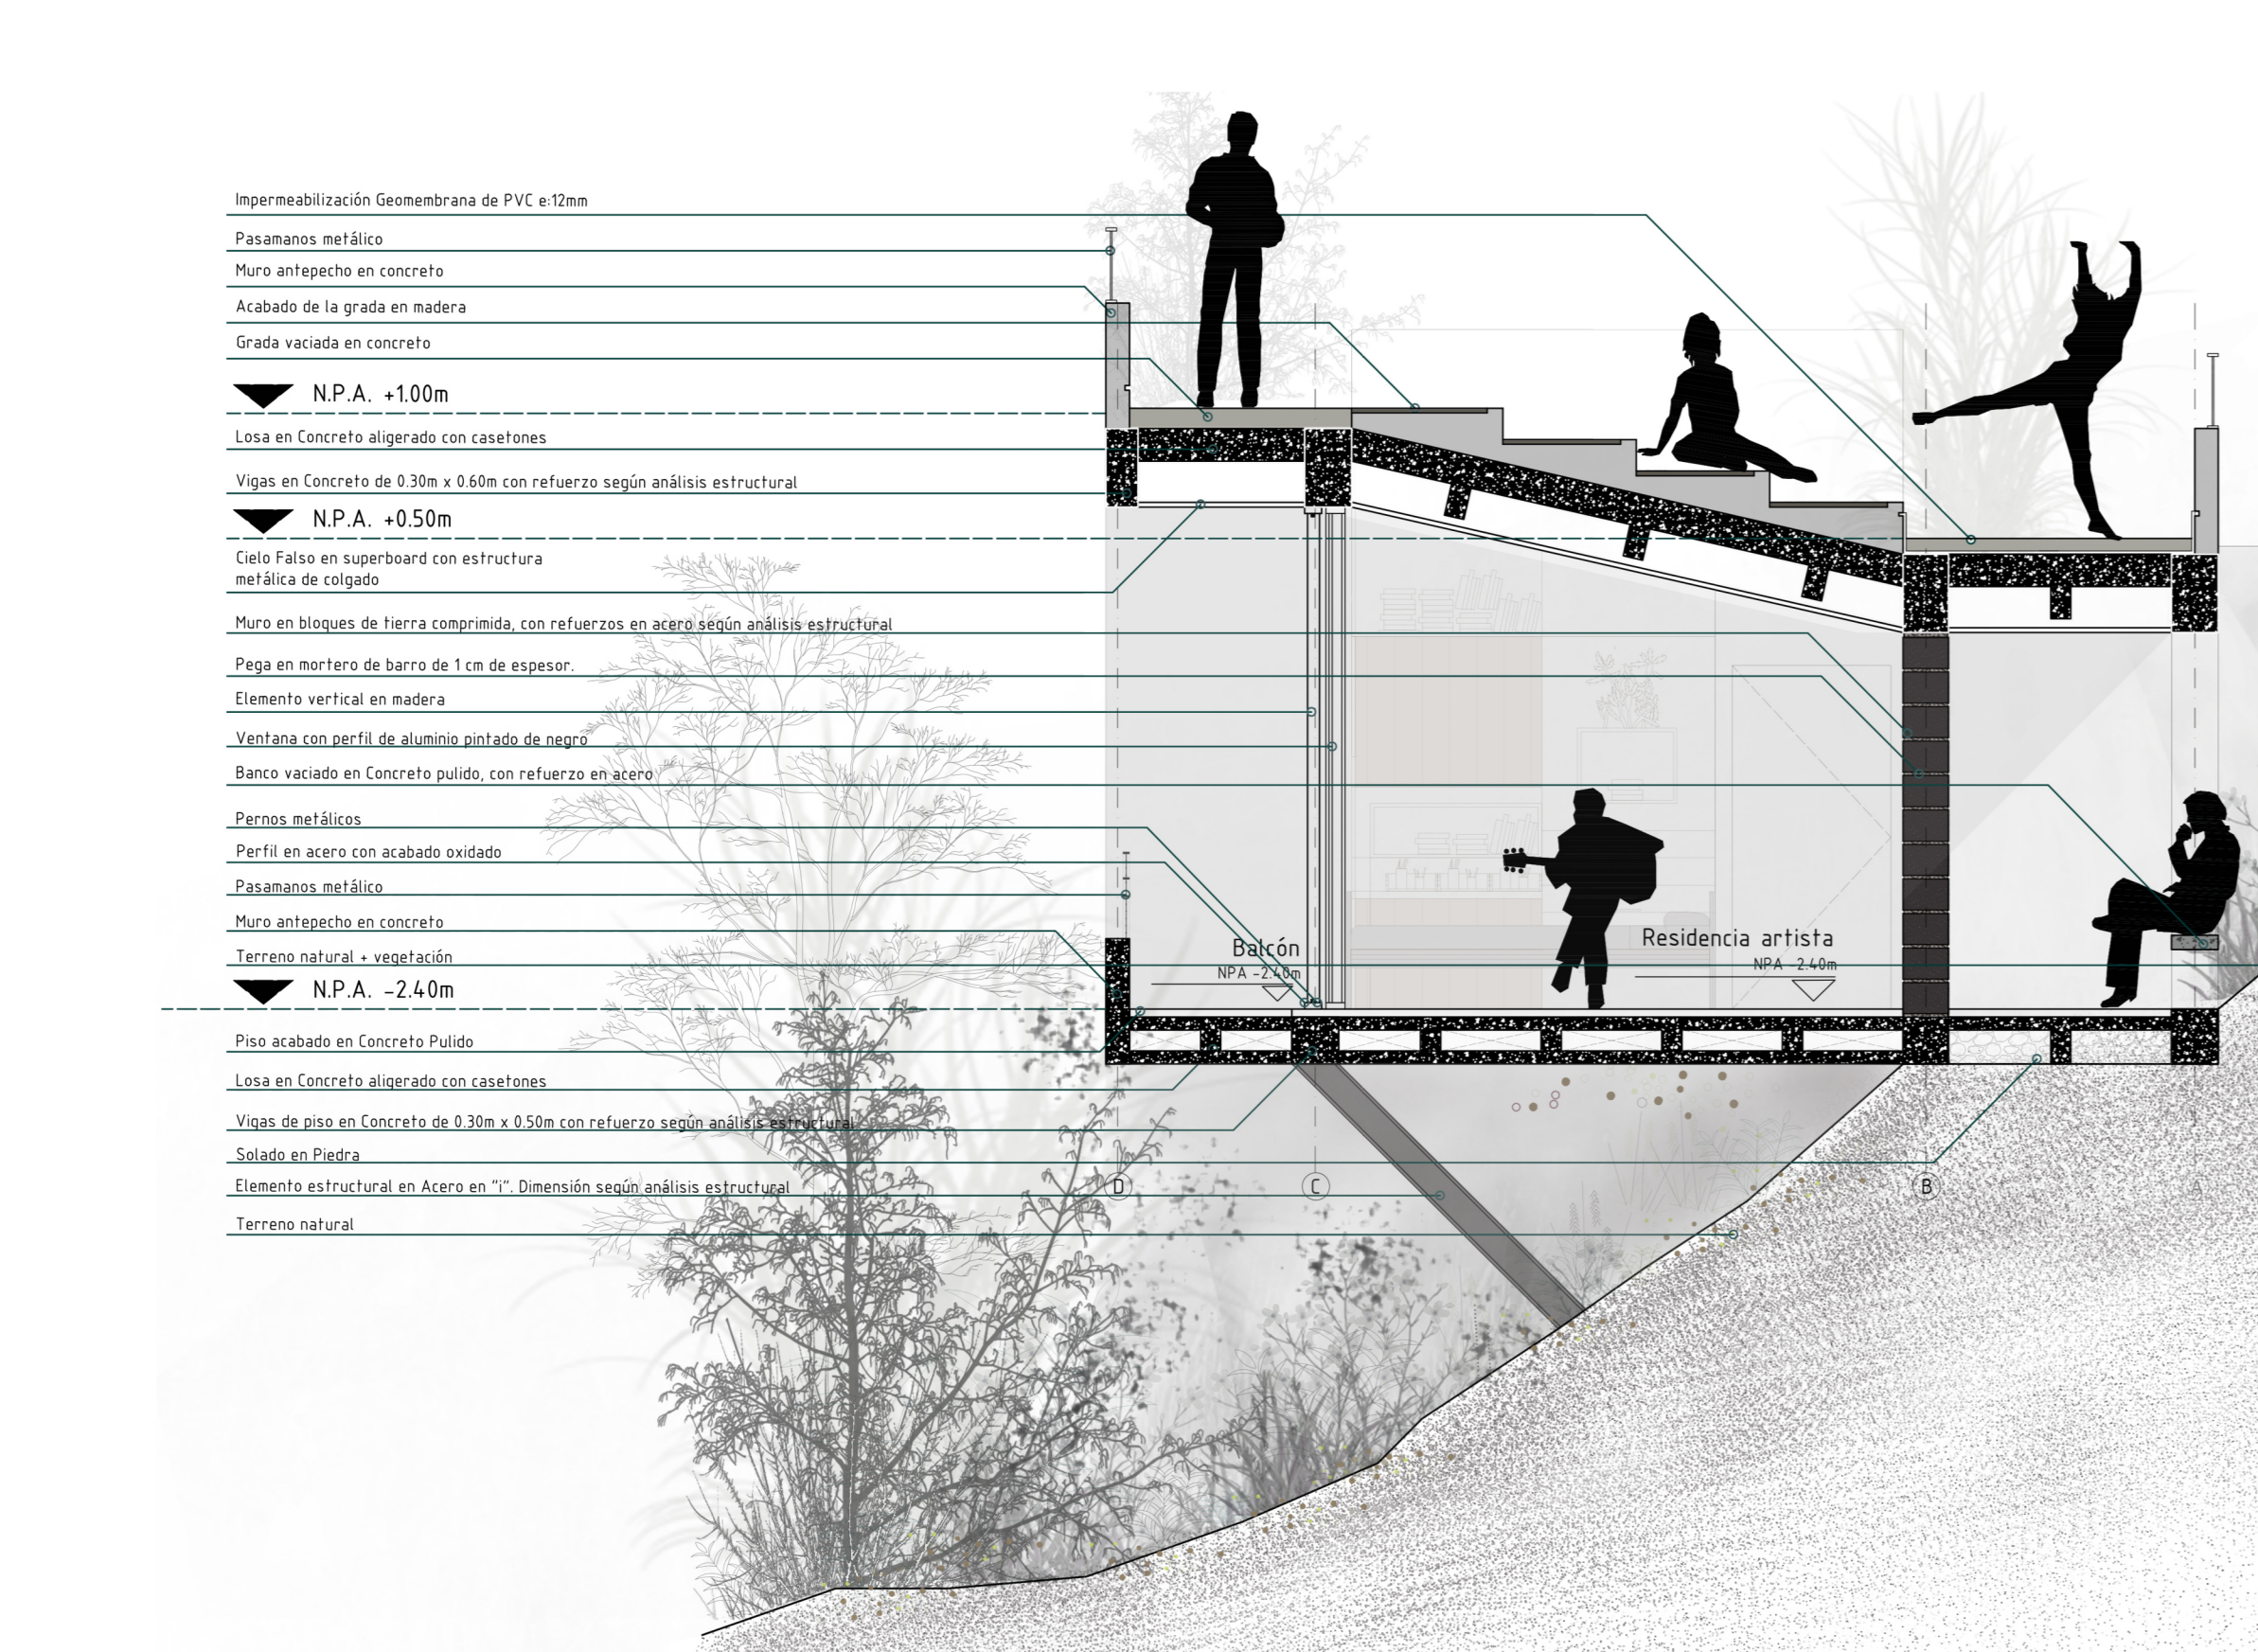 Impermeabilización Geomembrana de PVC e:12mm
Pasamanos metálico
Muro antepecho en concreto
Acabado de la grada en madera
Grada vaciada en concreto
N.P.A. +1.00m
Losa en Concreto aligerado con casetones
Vigas en Concreto de 0.30m x 0.60m con refuerzo según análisis estructural
N.P.A. +0.50m
Cielo Falso en superboard con estructura
metálica de colgado
Muro en bloques de tierra comprimida, con refuerzos en acero según análisis estructural
Pega en mortero de barro de 1 cm de espesor.
Elemento vertical en madera
Ventana con perfil de aluminio pintado de negro
Banco vaciado en Concreto pulido, con refuerzo en acero
Pernos metálicos
Perfil en acero con acabado oxidado
Pasamanos metálico
Muro antepecho en concreto
Terreno natural + vegetación
N.P.A. -2.40m
Piso acabado en Concreto Pulido
Losa en Concreto aligerado con casetones
Vigas de piso en Concreto de 0.30m x 0.50m con refuerzo según análisis estructural
Solado en Piedra
Elemento estructural en Acero en "i". Dimensión según análisis estructural
Terreno natural
Balcón
NPA -2.40m
Residencia artista
NPA -2.40m
D
C
B